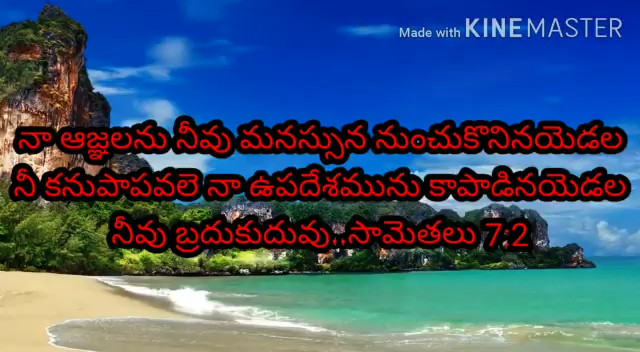 Made with KINEMASTER
నా ఆజ్ఞలను నీవు మనస్సున నుంచుకొనినయెడల
నీ కనుపాపవలె నా ఉపదేశమును కాపాడినయెడల
నీవు బ్రదుకుదువు..సామెతలు 7:2